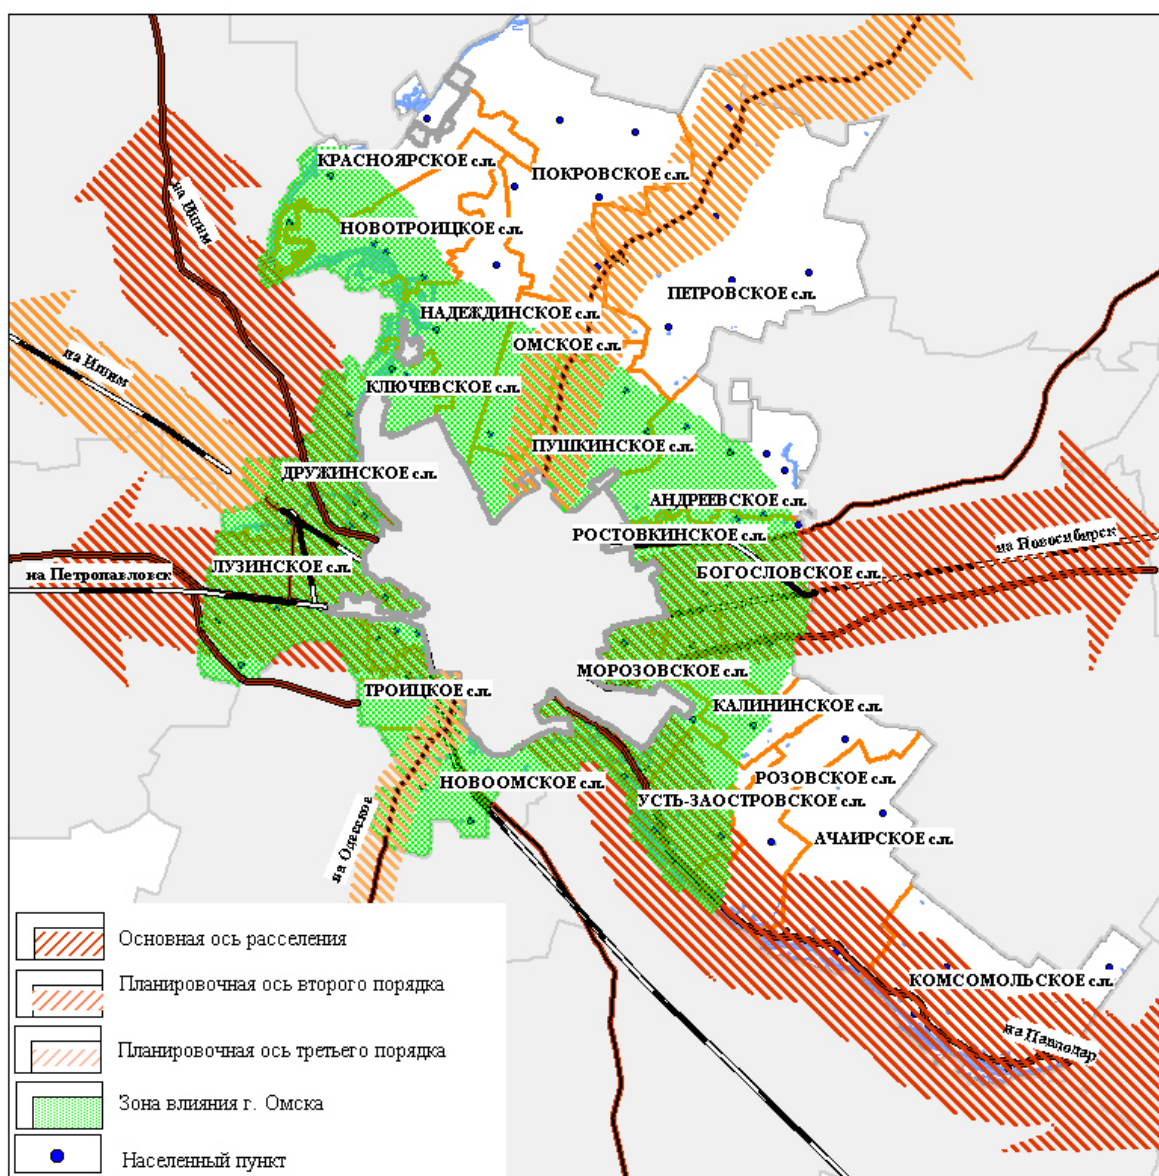 КРАСНОЯРСКОЕ с.п.
ПОКРОВСКОЕ с.п.
на Ишим
НОВОТРОИЦКОЕ с.п.
ПЕТРОВСКОЕ с.п.
НАДЕЖДИНСКОЕ с.п.
ОМСКОЕ с.п.
на Ишим
КЛЮЧЕВСКОЕ с.п.
ПУШКИНСКОЕ с.п.
ДРУЖИНСКОЕ с.п.
АНДРЕЕВСКОЕ с.п.
РОСТОВКИНСКОЕ с.п.
на Новосибирск
ЛУЗИНСКОЕ с.п.
на Петропавловск
БОГОСЛОВСКОЕ с.п.
МОРОЗОВСКОЕ с.п.
ТРОИЦКОЕ с.п.
КАЛИНИНСКОЕ с.п.
НОВООМСКОЕ с.п.
РОЗОВСКОЕ с.п.
УСТЬ-ЗАОСТРОВСКОЕ с.п.
на Одесское
АЧАИРСКОЕ с.п.
КОМСОМОЛЬСКОЕ с.п.
на Павлодар
Основная ось расселения
Планировочная ось второго порядка
Планировочная ось третьего порядка
Зона влияния г. Омска
Населенный пункт